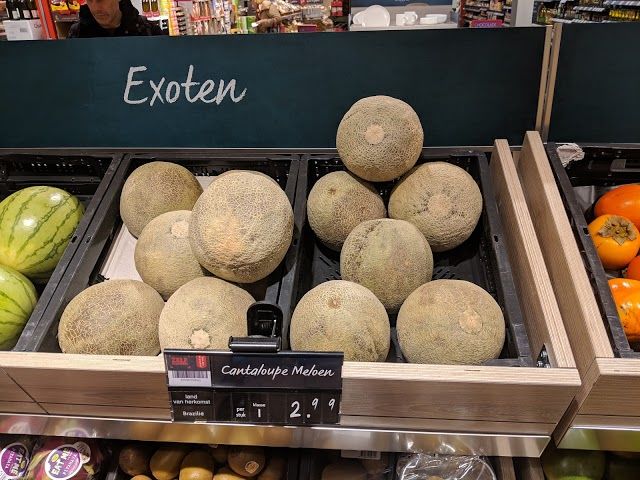 Exoten
Cantaloupe Meloen
land
van herkomst
Brazilië
per
stuk
klasse
1
2.99